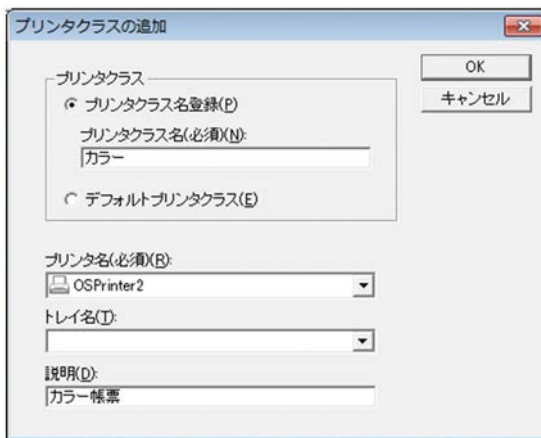 プリンタクラスの追加
プリンタクラス
プリンタクラス名登録(P)
プリンタクラス名(必須)(N):
カラー
デフォルトプリンタクラス(E)
OK
キャンセル
プリンタ名(必須)(R):
OSPrinter2
トレイ名(T):
説明(D):
カラー帳票